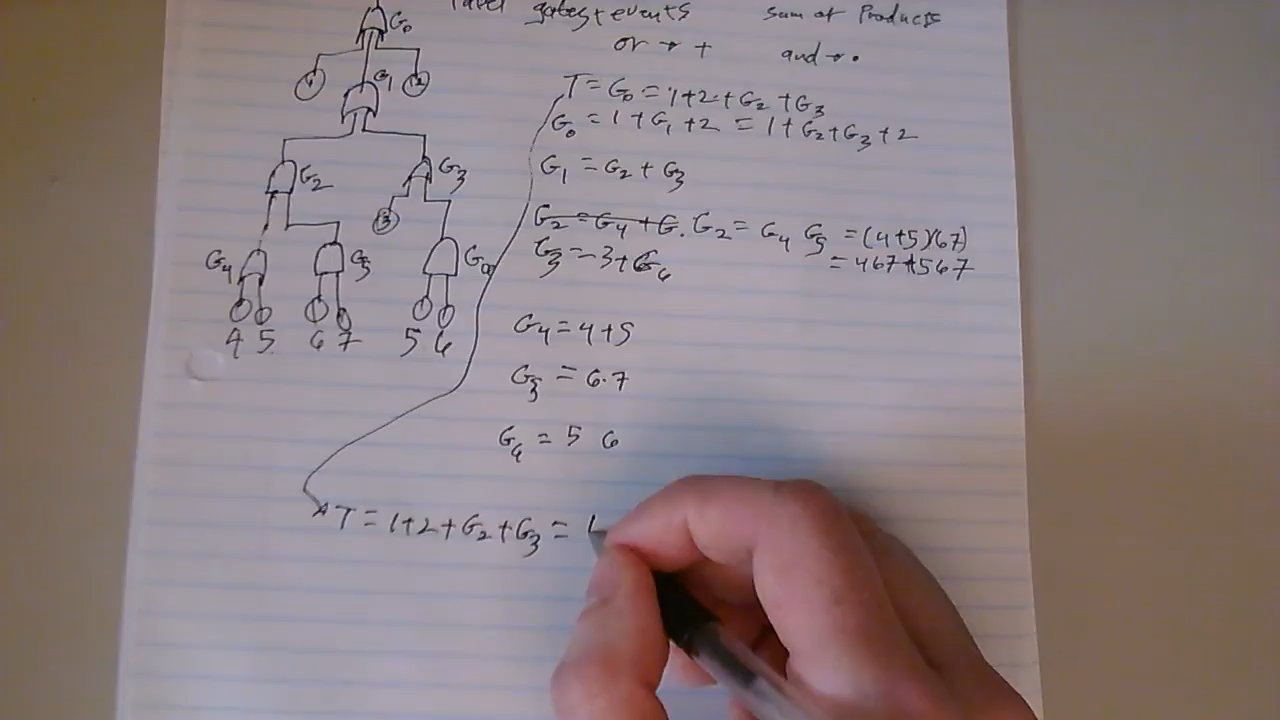 G0
label gates+events sum of Products
or → + and → •
1 G1 2
T = G0 = 1+2+G2+G3
G0 = 1+G1+2 = 1+G2+G3+2
G2 G3
G1 = G2 + G3
3
G2 = G4 + G. G2 = G4 G5 = (4+5)(67)
= 467+567
G3 = 3+G6
G4 G5 G6
4 5 6 7 5 6
G4 = 4+5
G5 = 6.7
G6 = 5 6
T = 1+2+G2+G3 = 1